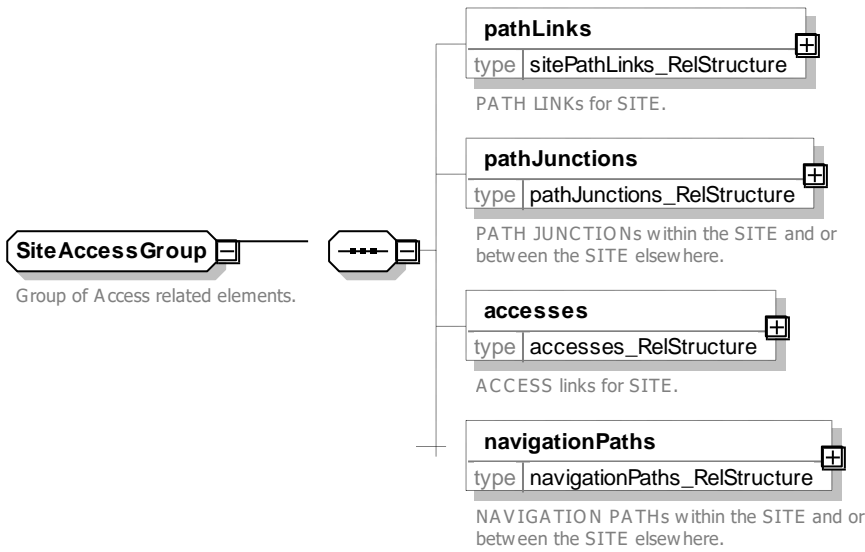 pathLinks
type sitePathLinks_RelStructure
PATH LINKs for SITE.
pathJunctions
type pathJunctions_RelStructure
PATH JUNCTIONs within the SITE and or
between the SITE elsewhere.
SiteAccessGroup
Group of Access related elements.
accesses
type accesses_RelStructure
ACCESS links for SITE.
navigationPaths
type navigationPaths_RelStructure
NAVIGATION PATHs within the SITE and or
between the SITE elsewhere.